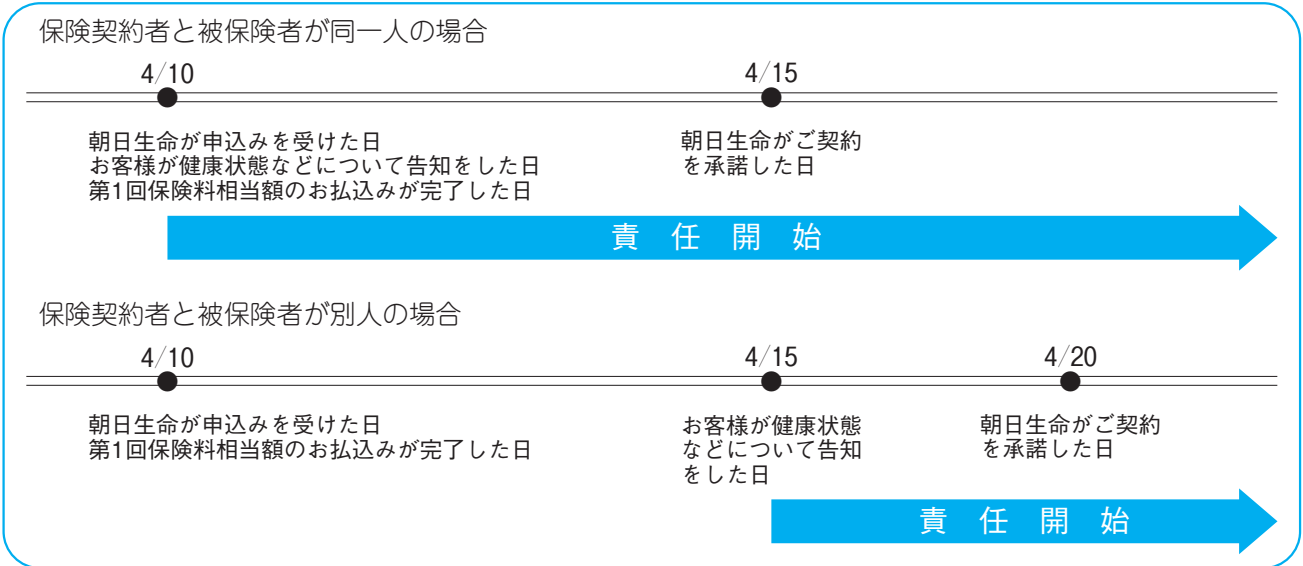 保険契約者と被保険者が同一人の場合
4/10
4/15
朝日生命が申込みを受けた日
お客様が健康状態などについて告知をした日
第1回保険料相当額のお払込みが完了した日
朝日生命がご契約
を承諾した日
責任開始
保険契約者と被保険者が別人の場合
4/10
4/15
4/20
朝日生命が申込みを受けた日
第1回保険料相当額のお払込みが完了した日
お客様が健康状態
などについて告知
をした日
朝日生命がご契約
を承諾した日
責任開始